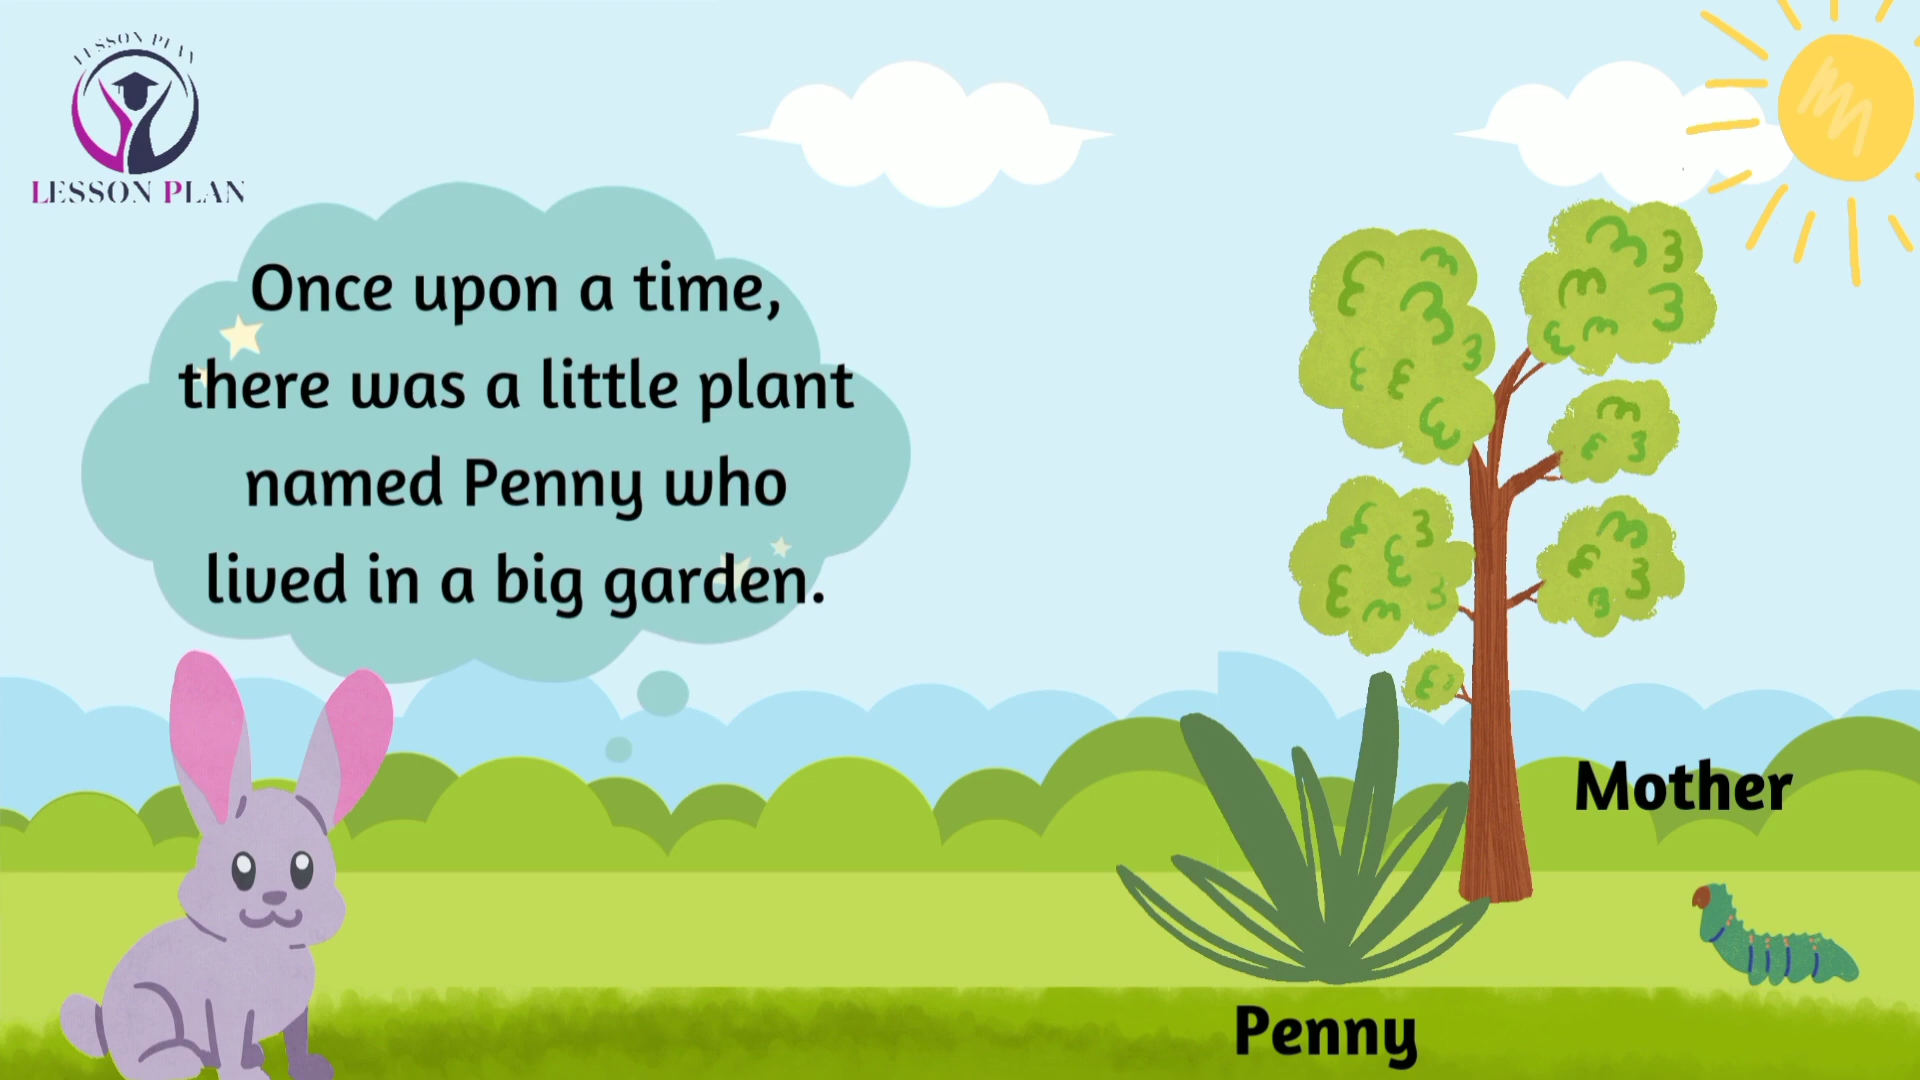 LESSON PLAN
LESSON PLAN
Once upon a time,
there was a little plant
named Penny who
lived in a big garden.
Mother
Penny